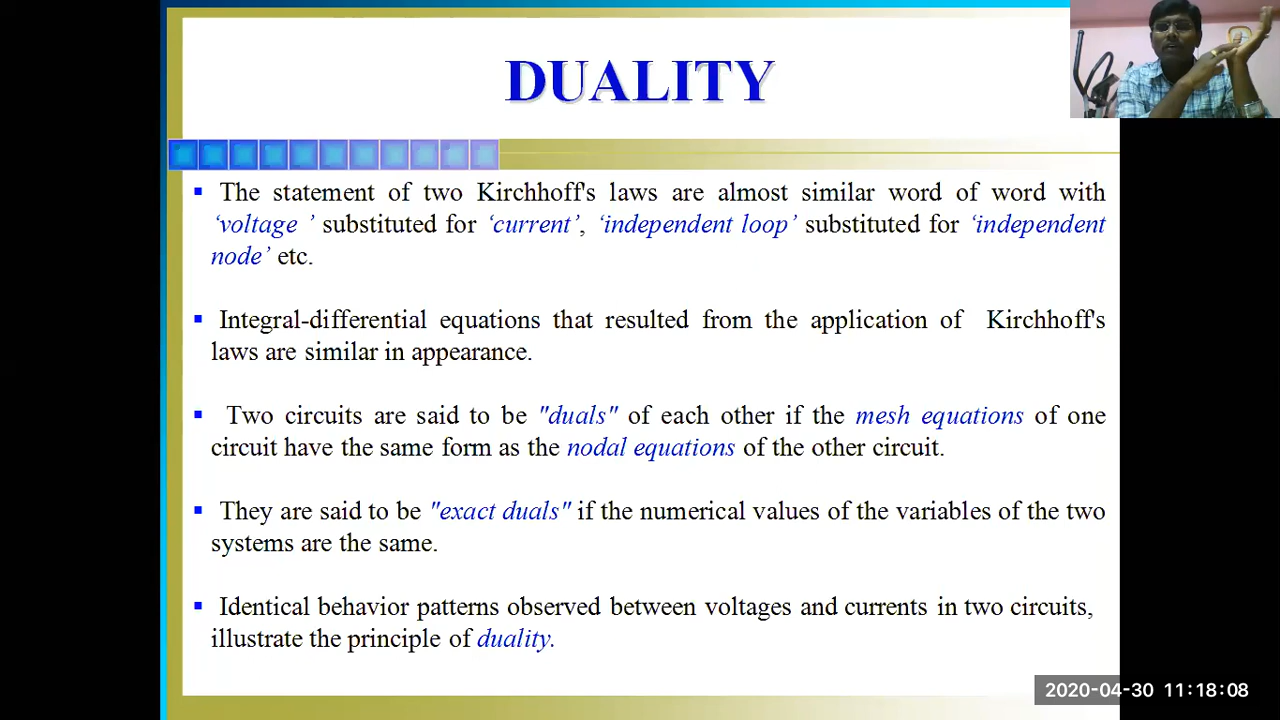 DUALITY
The statement of two Kirchhoff's laws are almost similar word of word with
‘voltage ’ substituted for ‘current’, ‘independent loop’ substituted for ‘independent
node’ etc.
Integral-differential equations that resulted from the application of Kirchhoff's
laws are similar in appearance.
Two circuits are said to be "duals" of each other if the mesh equations of one
circuit have the same form as the nodal equations of the other circuit.
They are said to be "exact duals" if the numerical values of the variables of the two
systems are the same.
Identical behavior patterns observed between voltages and currents in two circuits,
illustrate the principle of duality.
2020-04-30 11:18:08